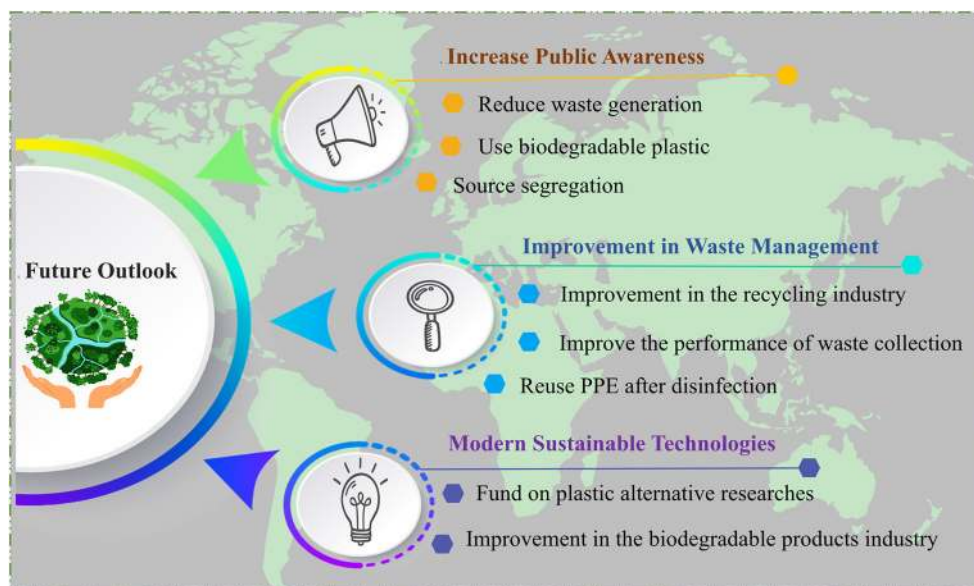 Increase Public Awareness
Reduce waste generation
Use biodegradable plastic
Source segregation
Future Outlook
Improvement in Waste Management
Improvement in the recycling industry
Improve the performance of waste collection
Reuse PPE after disinfection
Modern Sustainable Technologies
Fund on plastic alternative researches
Improvement in the biodegradable products industry